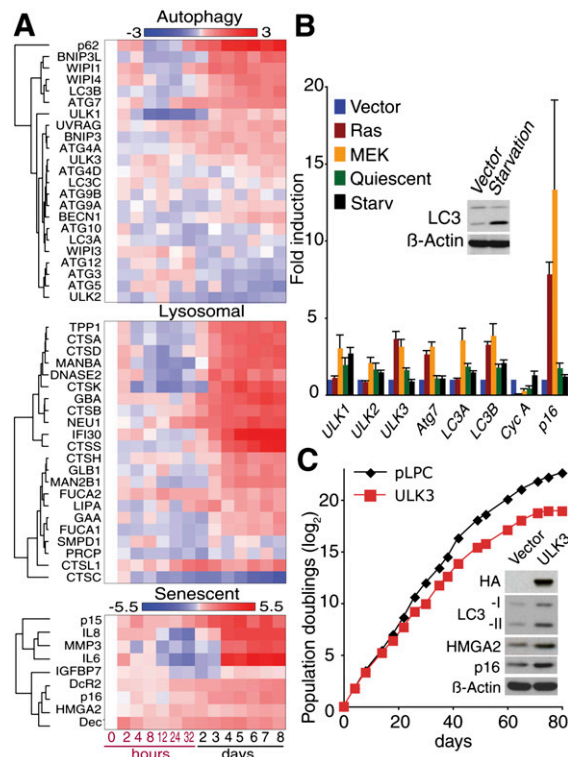 A
Autophagy
-3 3
p62
BNIP3L
WIPI1
WIPI4
LC3B
ATG7
ULK1
UVRAG
BNIP3
ATG4A
ULK3
ATG4D
LC3C
ATG9B
ATG9A
BECN1
ATG10
LC3A
WIPI3
ATG12
ATG3
ATG5
ULK2
Lysosomal
TPP1
CTSA
CTSD
MANBA
DNASE2
CTSK
GBA
CTSB
NEU1
IFI30
CTSS
CTSH
GLB1
MAN2B1
FUCA2
LIPA
GAA
FUCA1
SMPD1
PRCP
CTSL1
CTSC
Senescent
-5.5 5.5
p15
IL8
MMP3
IL6
IGFBP7
DcR2
p16
HMGA2
Dec
0 2 4 8 12 24 32 2 3 4 5 6 7 8
hours days
B
Fold induction
20
15
10
5
0
Vector
Ras
MEK
Quiescent
Starv
Vector
Starvation
LC3
ß-Actin
ULK1 ULK2 ULK3 Atg7 LC3A LC3B Cyc A p16
C
pLPC
ULK3
Population doublings (log2)
25
20
15
10
5
0
0 20 40 60 80
days
Vector
ULK3
HA
LC3 -I
-II
HMGA2
p16
ß-Actin